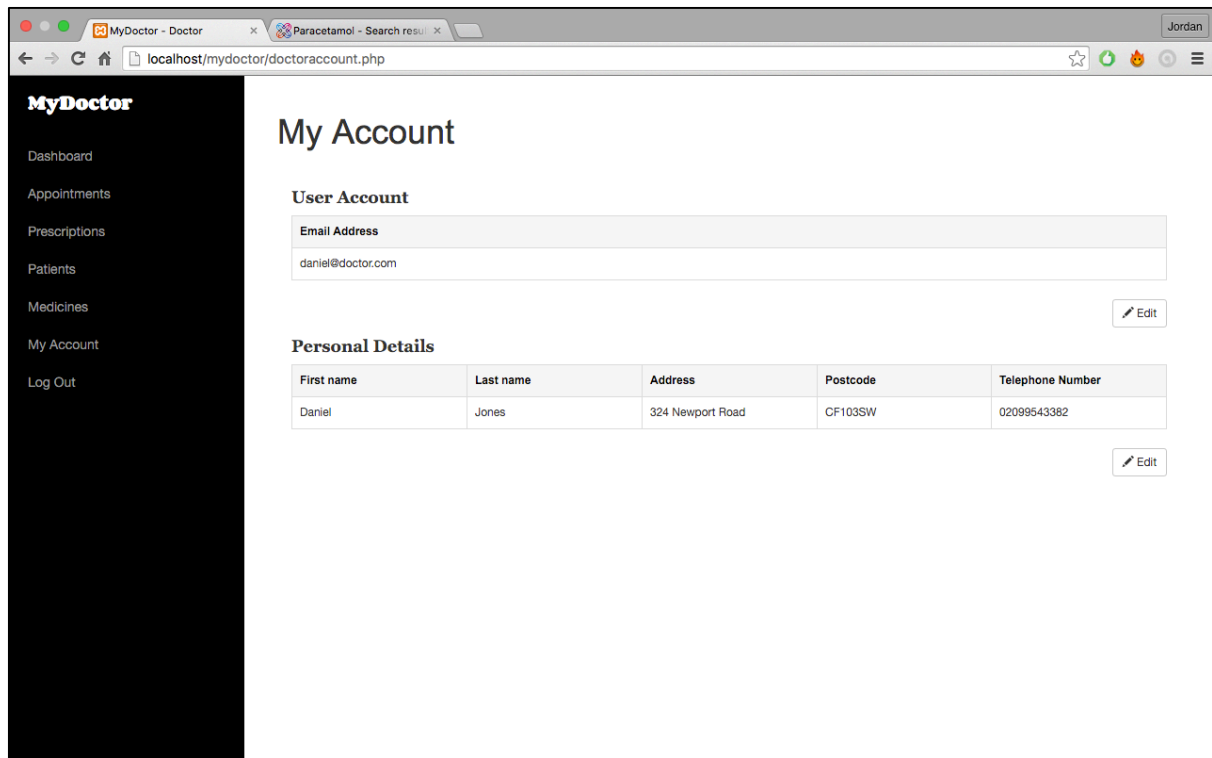 MyDoctor - Doctor
Paracetamol - Search resul
Jordan
localhost/mydoctor/doctoraccount.php
MyDoctor
Dashboard
Appointments
Prescriptions
Patients
Medicines
My Account
Log Out
My Account
User Account
Email Address
daniel@doctor.com
Edit
Personal Details
First name Last name Address Postcode Telephone Number
Daniel Jones 324 Newport Road CF103SW 02099543382
Edit